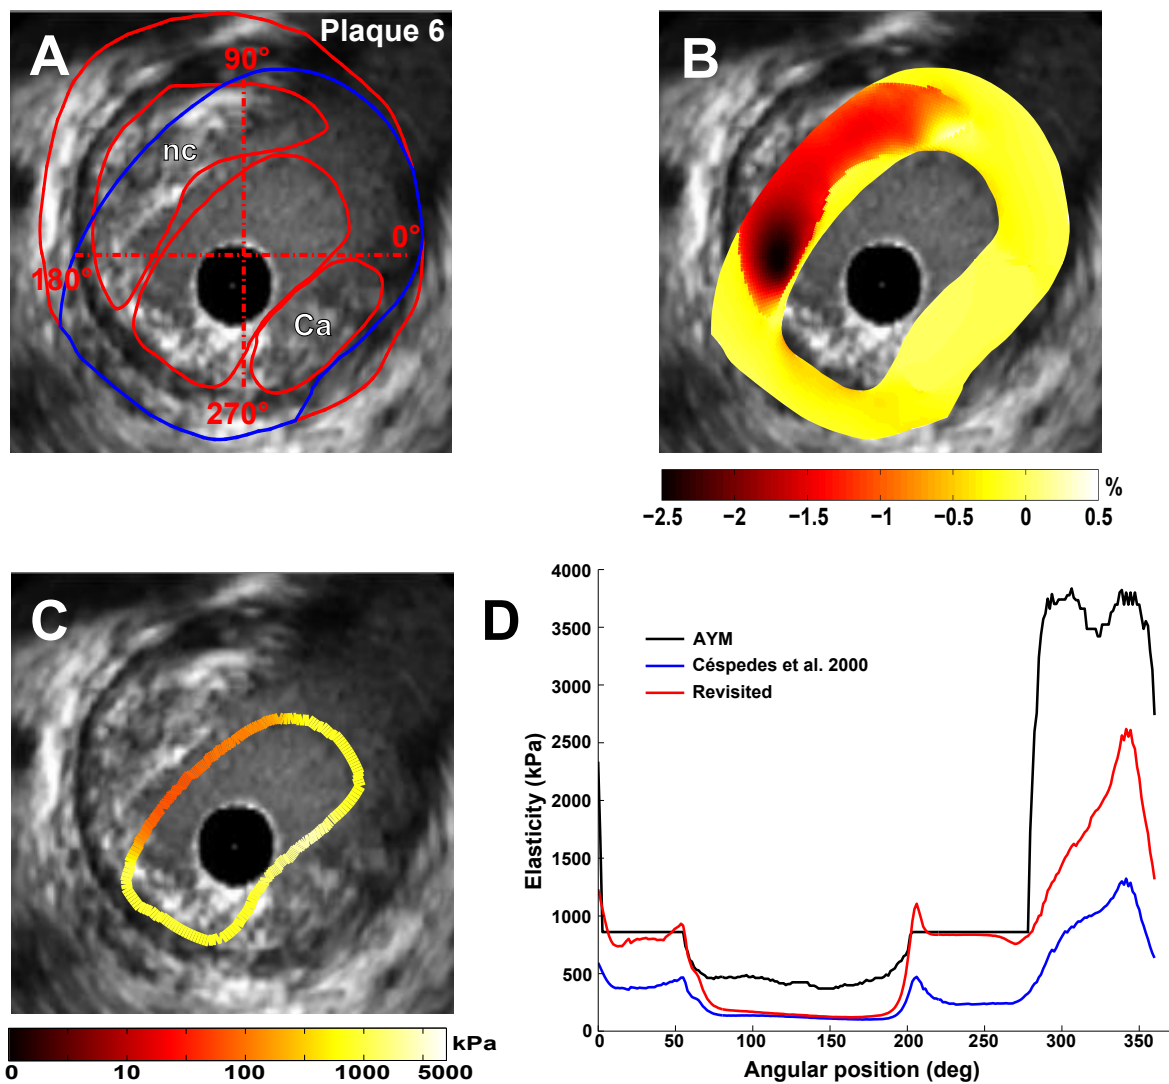 A
Plaque 6
90°
nc
0°
180°
Ca
270°
B
%
−2.5 −2 −1.5 −1 −0.5 0 0.5
C
kPa
0 10 100 1000 5000
D
AYM
Céspedes et al. 2000
Revisited
Elasticity (kPa)
4000
3500
3000
2500
2000
1500
1000
500
0
0 50 100 150 200 250 300 350
Angular position (deg)